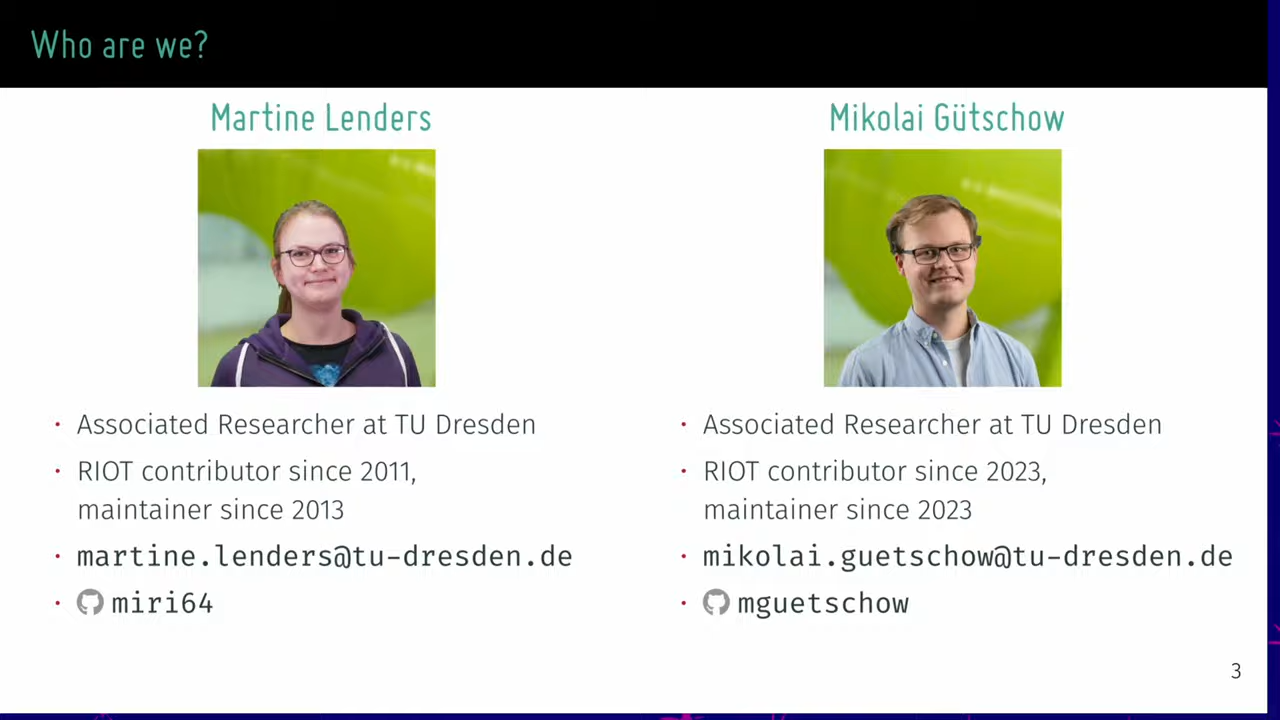 Who are we?
Martine Lenders
Associated Researcher at TU Dresden
RIOT contributor since 2011,
maintainer since 2013
martine.lenders@tu-dresden.de
miri64
Mikolai Gütschow
Associated Researcher at TU Dresden
RIOT contributor since 2023,
maintainer since 2023
mikolai.guetschow@tu-dresden.de
mguetschow
3